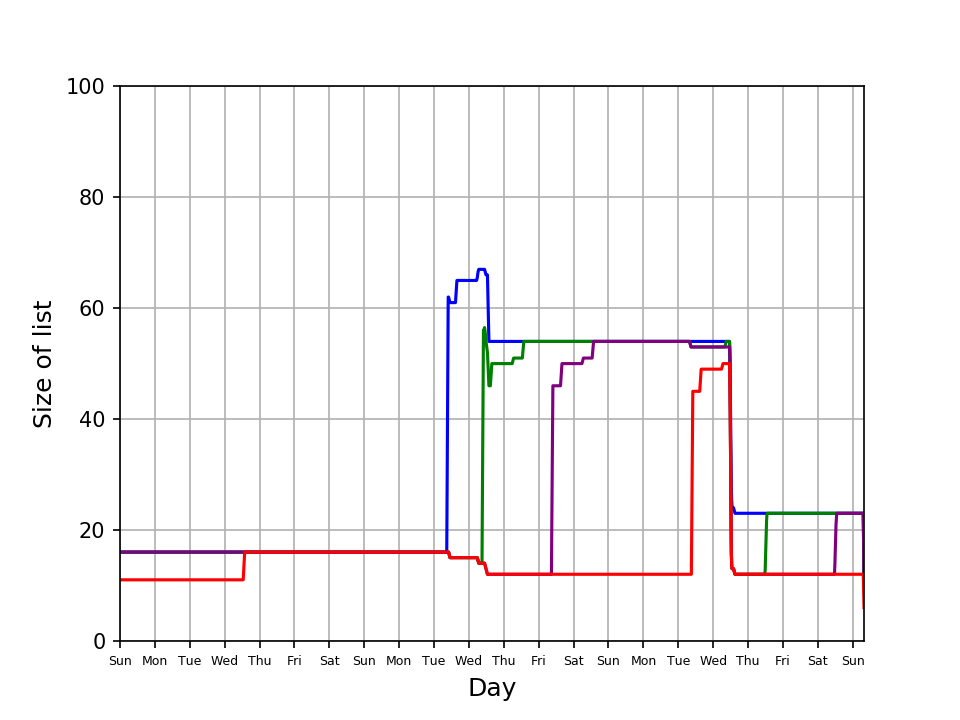 100
80
60
40
20
0
Size of list
Sun Mon Tue Wed Thu Fri Sat Sun Mon Tue Wed Thu Fri Sat Sun Mon Tue Wed Thu Fri Sat Sun
Day